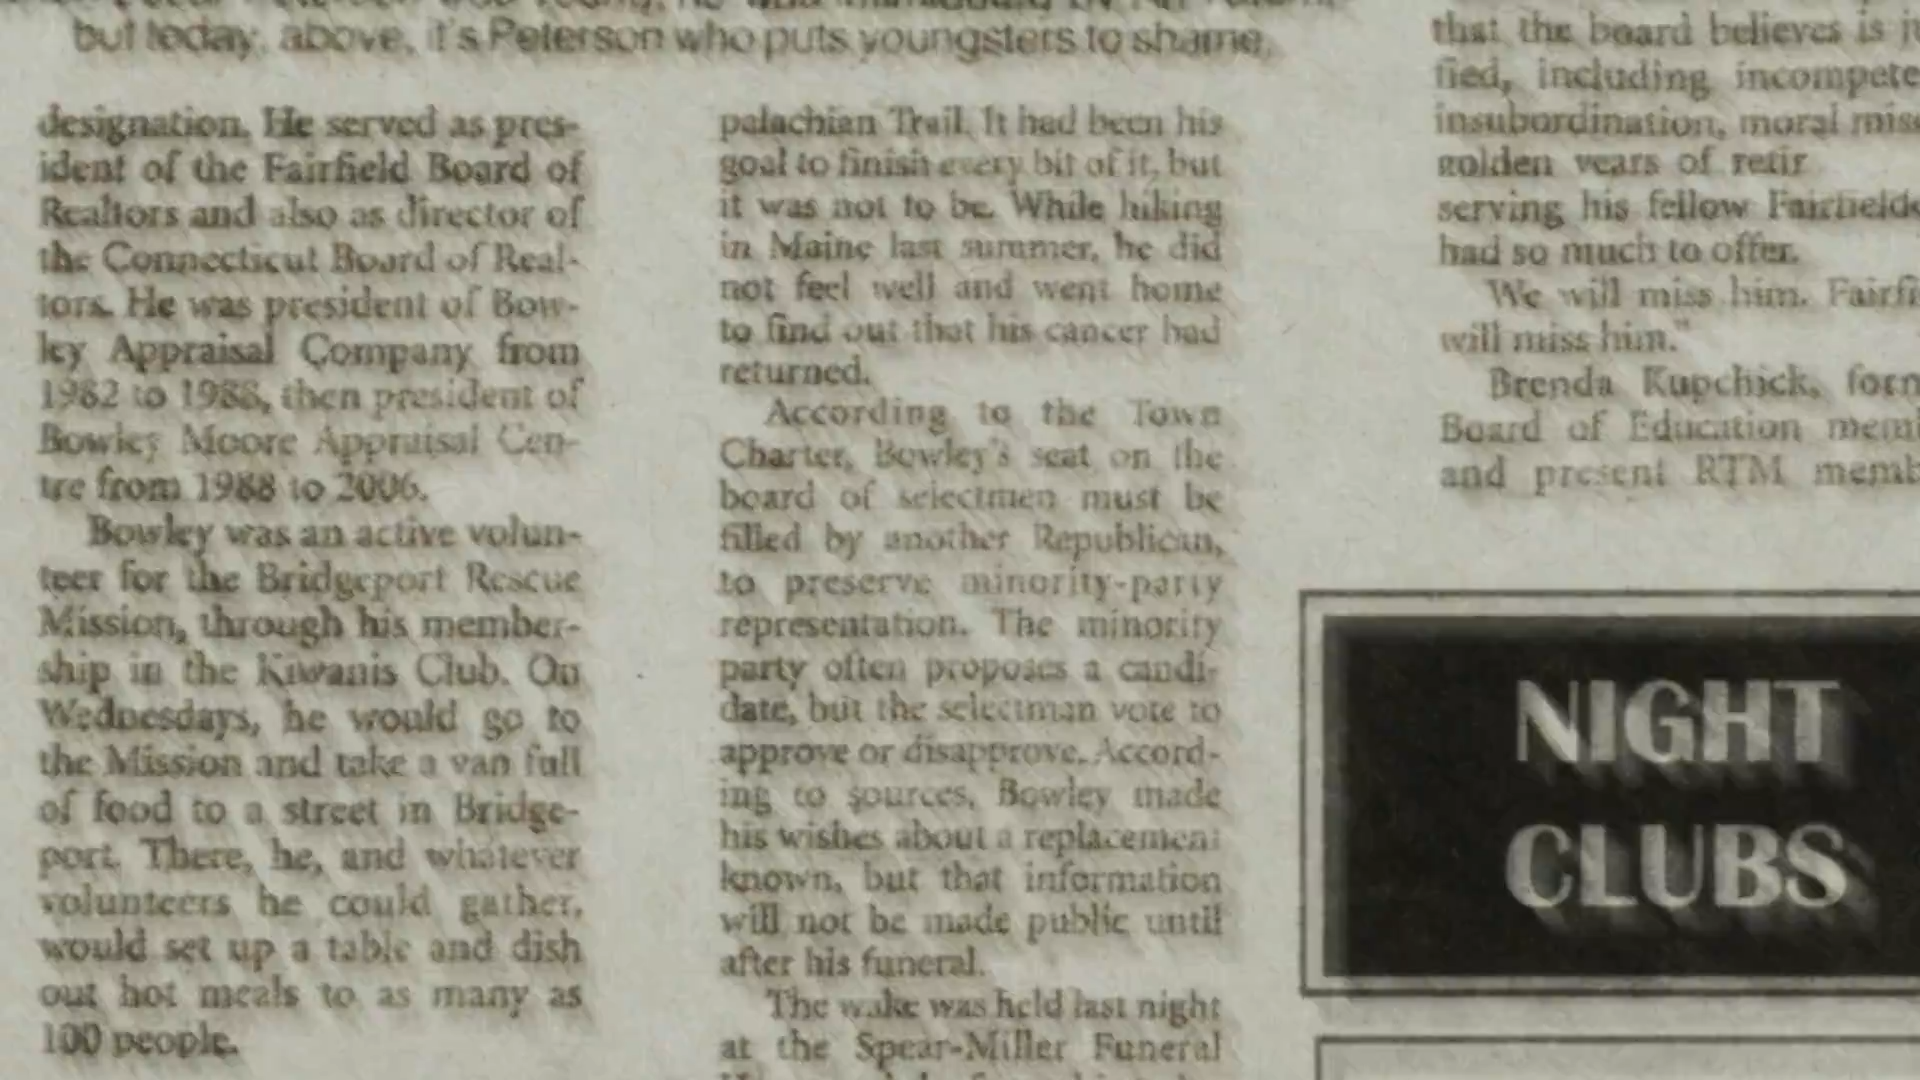 but today, above, it's Peterson who puts youngsters to shame.
designation. He served as pres-
ident of the Fairfield Board of
Realtors and also as director of
the Connecticut Board of Real-
tors. He was president of Bow-
ley Appraisal Company from
1982 to 1988, then president of
Bowley Moore Appraisal Cen-
tre from 1988 to 2006.
Bowley was an active volun-
teer for the Bridgeport Rescue
Mission, through his member-
ship in the Kiwanis Club. On
Wednesdays, he would go to
the Mission and take a van full
of food to a street in Bridge-
port. There, he, and whatever
volunteers he could gather,
would set up a table and dish
out hot meals to as many as
100 people.
palachian Trail. It had been his
goal to finish every bit of it, but
it was not to be. While hiking
in Maine last summer, he did
not feel well and went home
to find out that his cancer had
returned.
According to the Town
Charter, Bowley's seat on the
board of selectmen must be
filled by another Republican,
to preserve minority-party
representation. The minority
party often proposes a candi-
date, but the selectman vote to
approve or disapprove. Accord-
ing to sources, Bowley made
his wishes about a replacement
known, but that information
will not be made public until
after his funeral.
The wake was held last night
at the Spear-Miller Funeral
that the board believes is
fied, including incompete
insubordination, moral mis
golden years of retir
serving his fellow Fairfielde
had so much to offer.
We will miss him. Fairfi
will miss him."
Brenda Kupchick, form
Board of Education mem
and present RTM memb
NIGHT
CLUBS